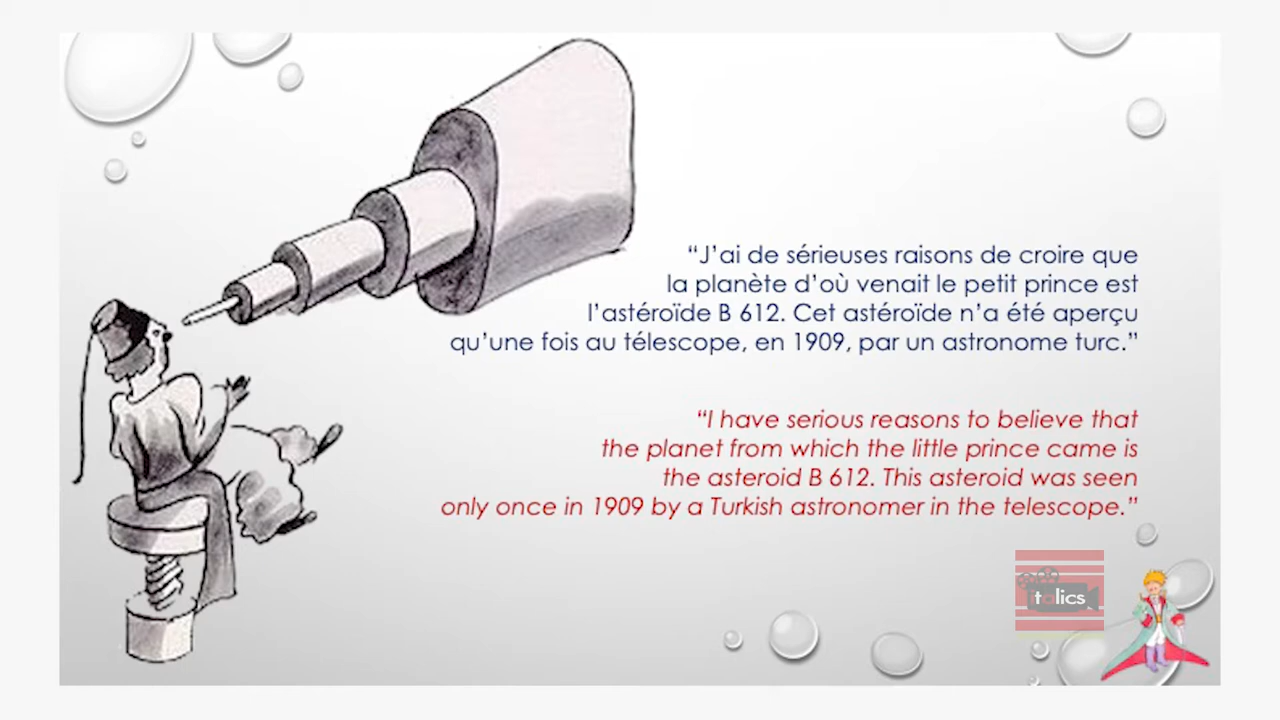 “J’ai de sérieuses raisons de croire que
la planète d’où venait le petit prince est
l’astéroïde B 612. Cet astéroïde n’a été aperçu
qu’une fois au télescope, en 1909, par un astronome turc.”
“I have serious reasons to believe that
the planet from which the little prince came is
the asteroid B 612. This asteroid was seen
only once in 1909 by a Turkish astronomer in the telescope.”
italics